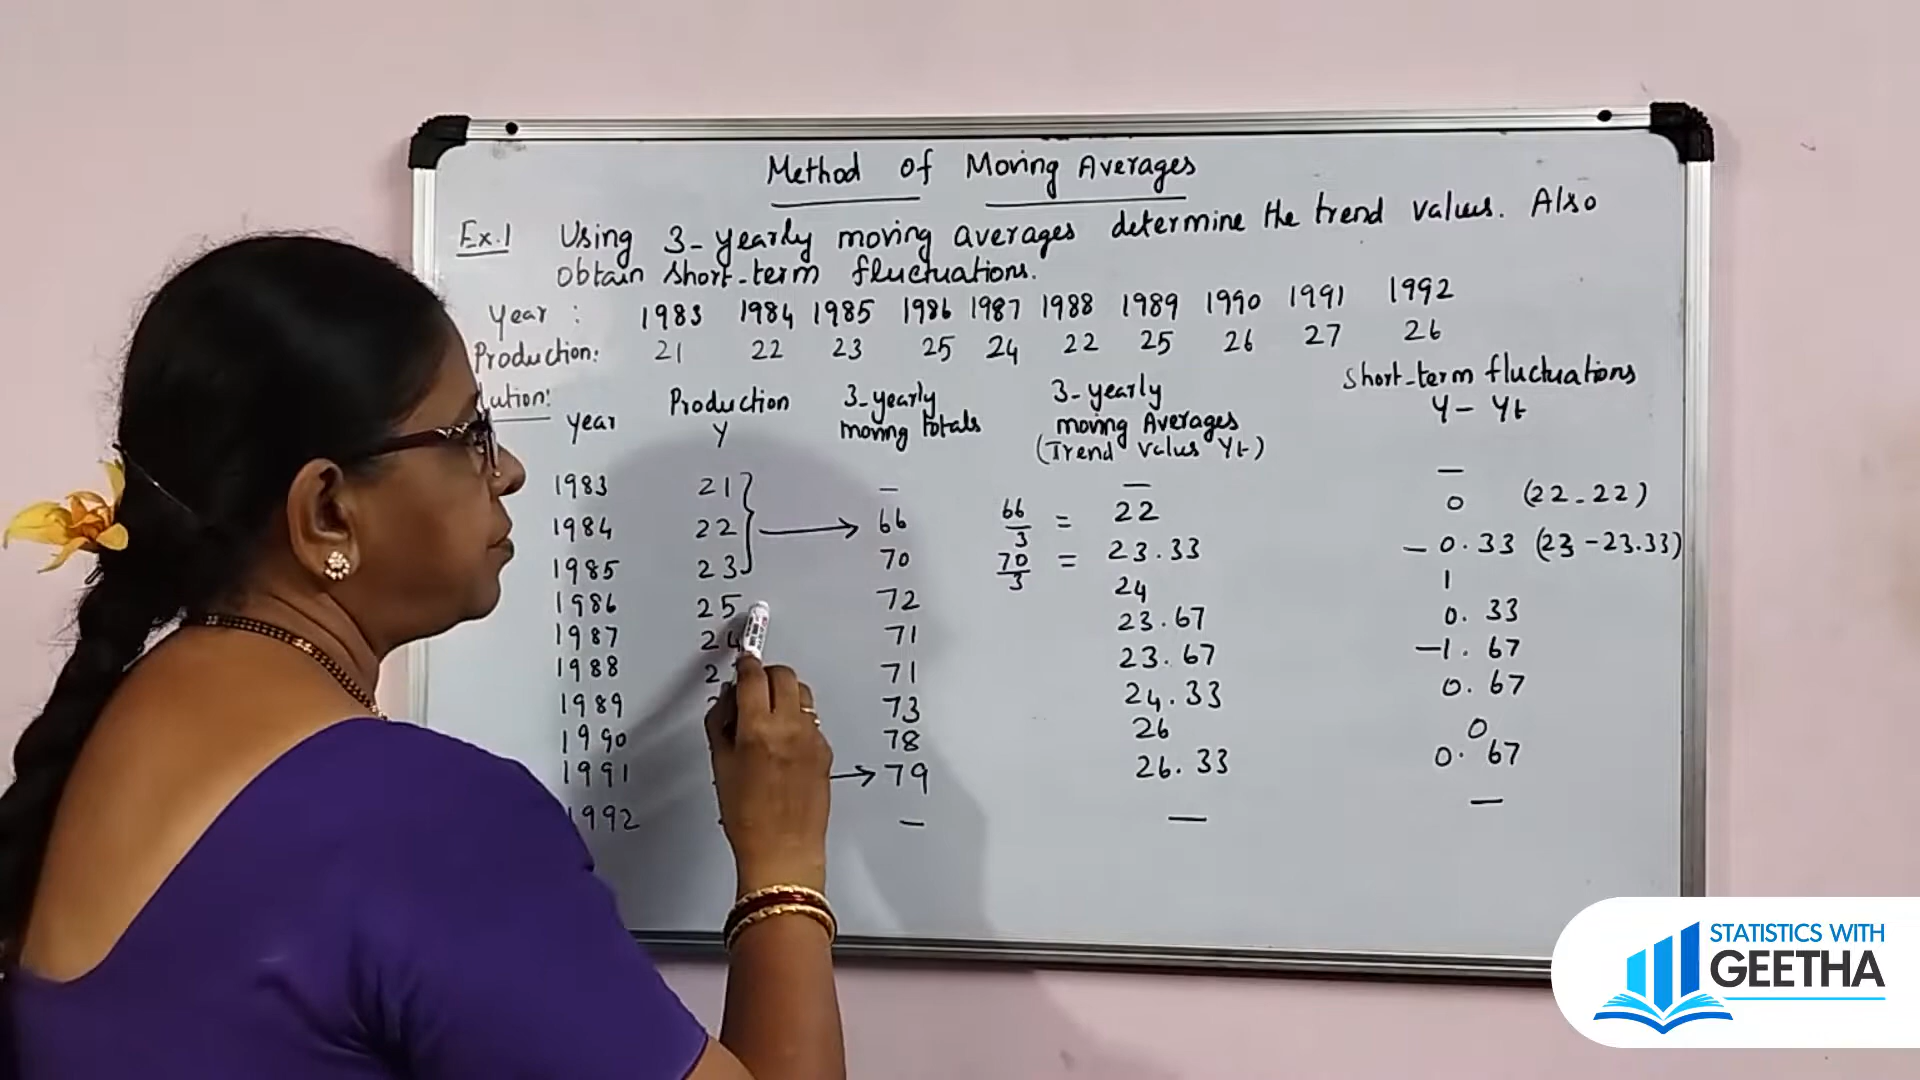 Method of Moving Averages
Ex.1 Using 3-yearly moving averages determine the trend values. Also
obtain short-term fluctuations.
Year : 1983 1984 1985 1986 1987 1988 1989 1990 1991 1992
Production: 21 22 23 25 24 22 25 26 27 26
lution:
Year Production Y 3-yearly moving totals 3-yearly moving Averages (Trend values Yt) Short-term fluctuations Y - Yt
1983 21 — — —
1984 22 66 66/3 = 22 0 (22-22)
1985 23 70 70/3 = 23.33 -0.33 (23-23.33)
1986 25 72 24 1
1987 24 71 23.67 0.33
1988 2 71 23.67 -1.67
1989 73 24.33 0.67
1990 78 26 0
1991 79 26.33 0.67
1992 — — —
STATISTICS WITH
GEETHA